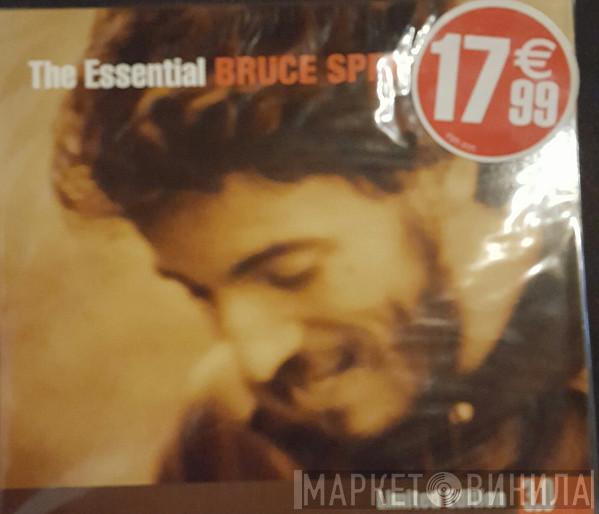 The Essential BRUCE SPR
17 €
99
МАРКЕТ ВИНИЛА